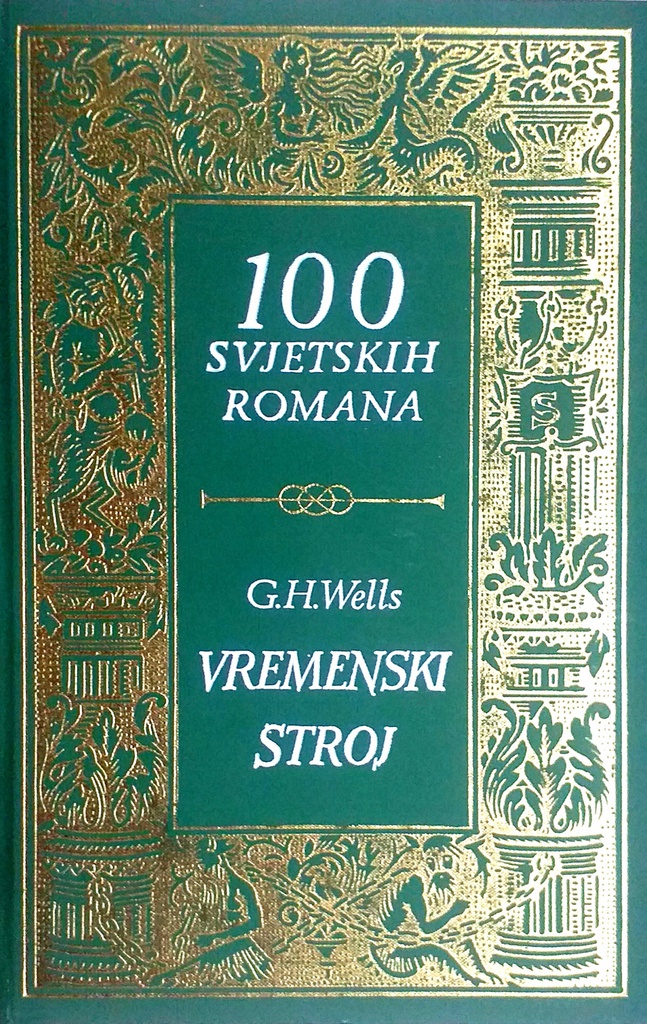 100
SVJETSKIH
ROMANA
S
G.H.Wells
VREMENSKI
STROJ